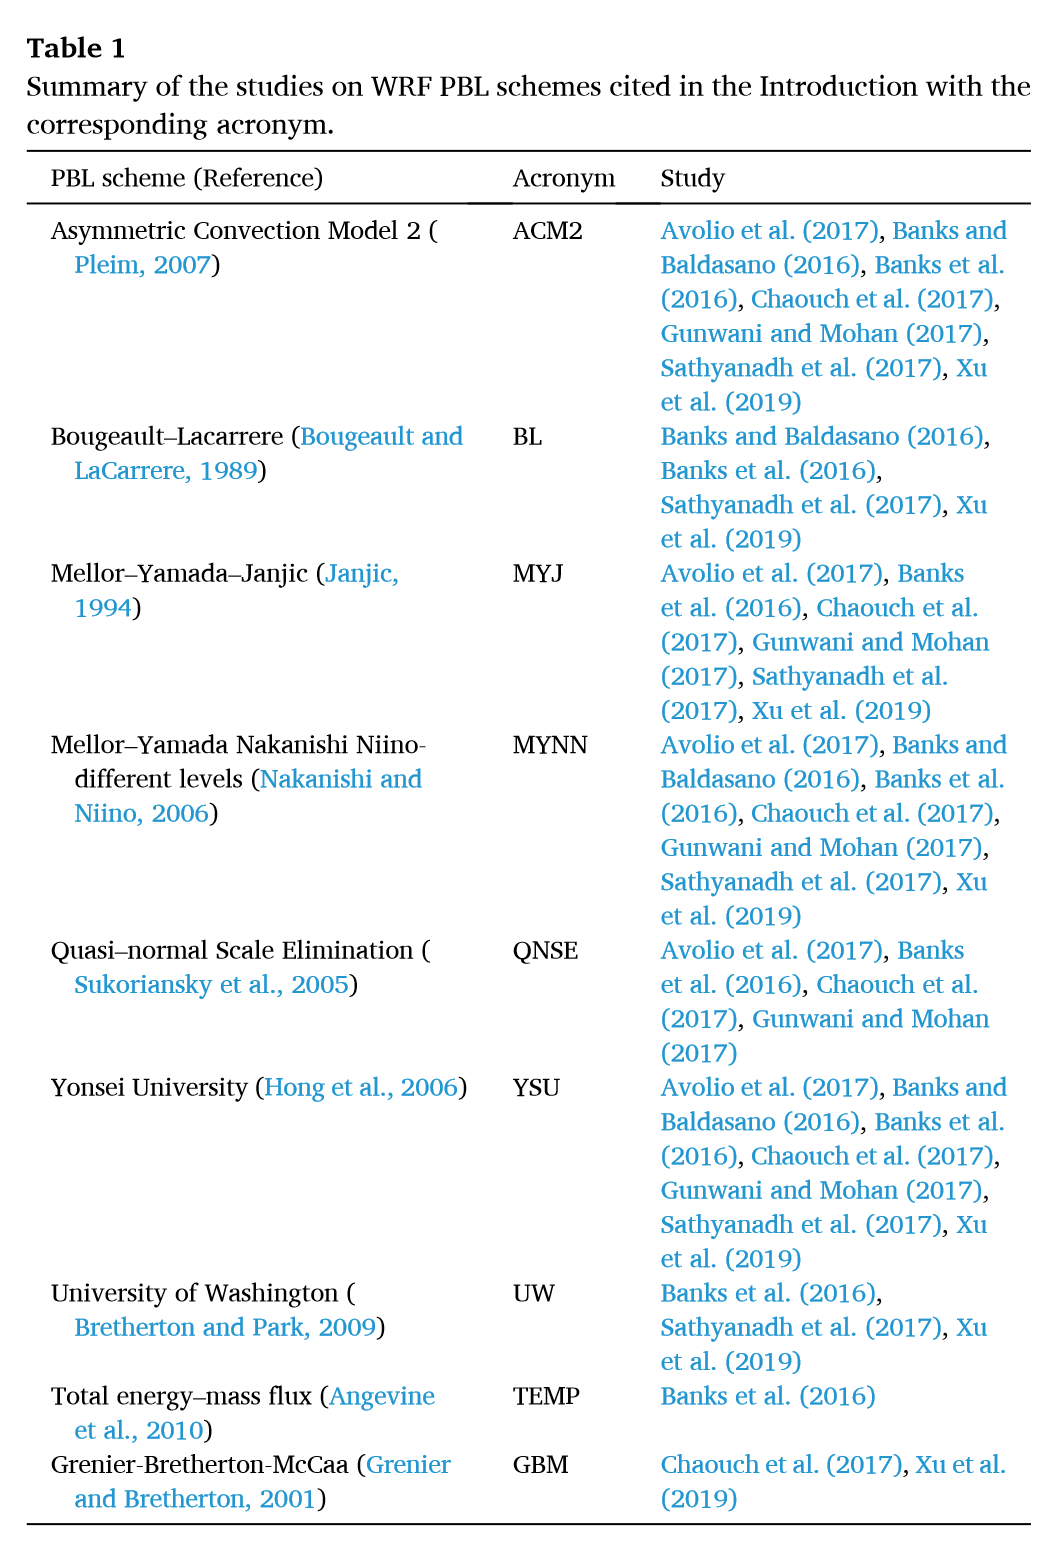 Table 1
Summary of the studies on WRF PBL schemes cited in the Introduction with the
corresponding acronym.
PBL scheme (Reference) Acronym Study
Asymmetric Convection Model 2 ( ACM2 Avolio et al. (2017), Banks and
Pleim, 2007) Baldasano (2016), Banks et al.
(2016), Chaouch et al. (2017),
Gunwani and Mohan (2017),
Sathyanadh et al. (2017), Xu
et al. (2019)
Bougeault–Lacarrere (Bougeault and BL Banks and Baldasano (2016),
LaCarrere, 1989) Banks et al. (2016),
Sathyanadh et al. (2017), Xu
et al. (2019)
Mellor–Yamada–Janjic (Janjic, MYJ Avolio et al. (2017), Banks
1994) et al. (2016), Chaouch et al.
(2017), Gunwani and Mohan
(2017), Sathyanadh et al.
(2017), Xu et al. (2019)
Mellor–Yamada Nakanishi Niino- MYNN Avolio et al. (2017), Banks and
different levels (Nakanishi and Baldasano (2016), Banks et al.
Niino, 2006) (2016), Chaouch et al. (2017),
Gunwani and Mohan (2017),
Sathyanadh et al. (2017), Xu
et al. (2019)
Quasi–normal Scale Elimination ( QNSE Avolio et al. (2017), Banks
Sukoriansky et al., 2005) et al. (2016), Chaouch et al.
(2017), Gunwani and Mohan
(2017)
Yonsei University (Hong et al., 2006) YSU Avolio et al. (2017), Banks and
Baldasano (2016), Banks et al.
(2016), Chaouch et al. (2017),
Gunwani and Mohan (2017),
Sathyanadh et al. (2017), Xu
et al. (2019)
University of Washington ( UW Banks et al. (2016),
Bretherton and Park, 2009) Sathyanadh et al. (2017), Xu
et al. (2019)
Total energy–mass flux (Angevine TEMP Banks et al. (2016)
et al., 2010)
Grenier-Bretherton-McCaa (Grenier GBM Chaouch et al. (2017), Xu et al.
and Bretherton, 2001) (2019)